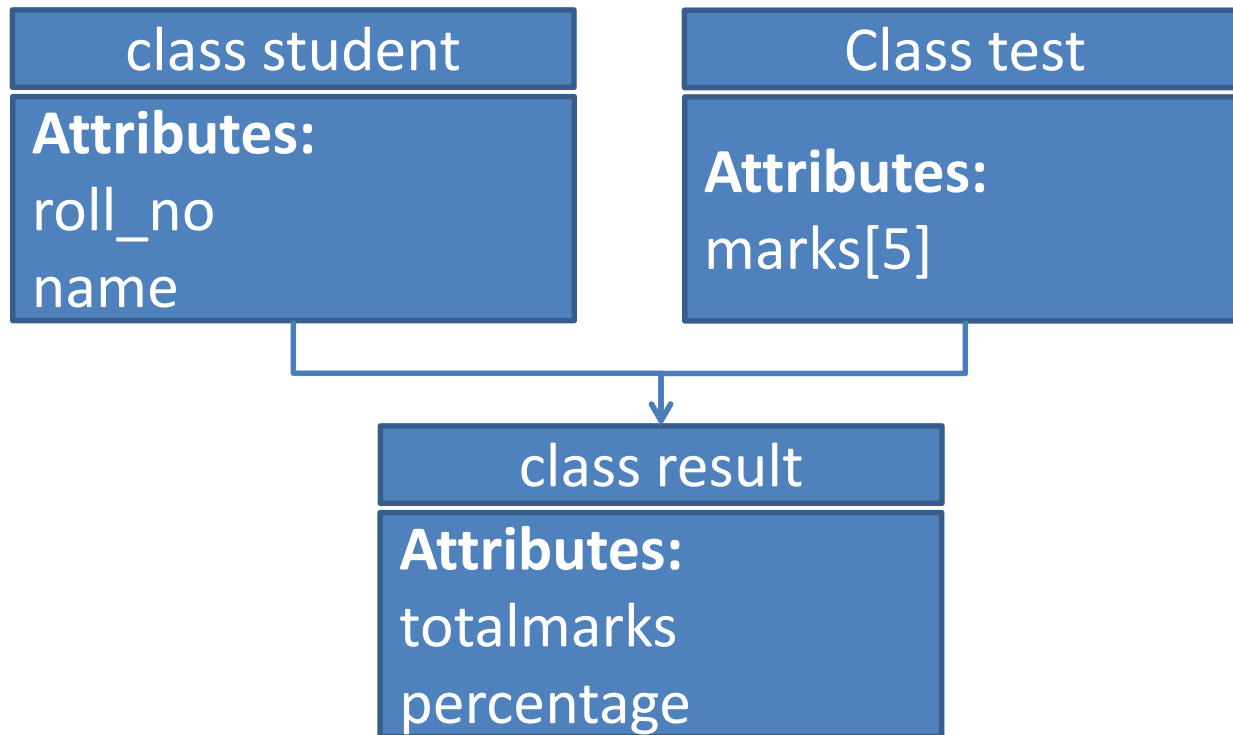 class student
Attributes:
roll_no
name
Class test
Attributes:
marks[5]
class result
Attributes:
totalmarks
percentage